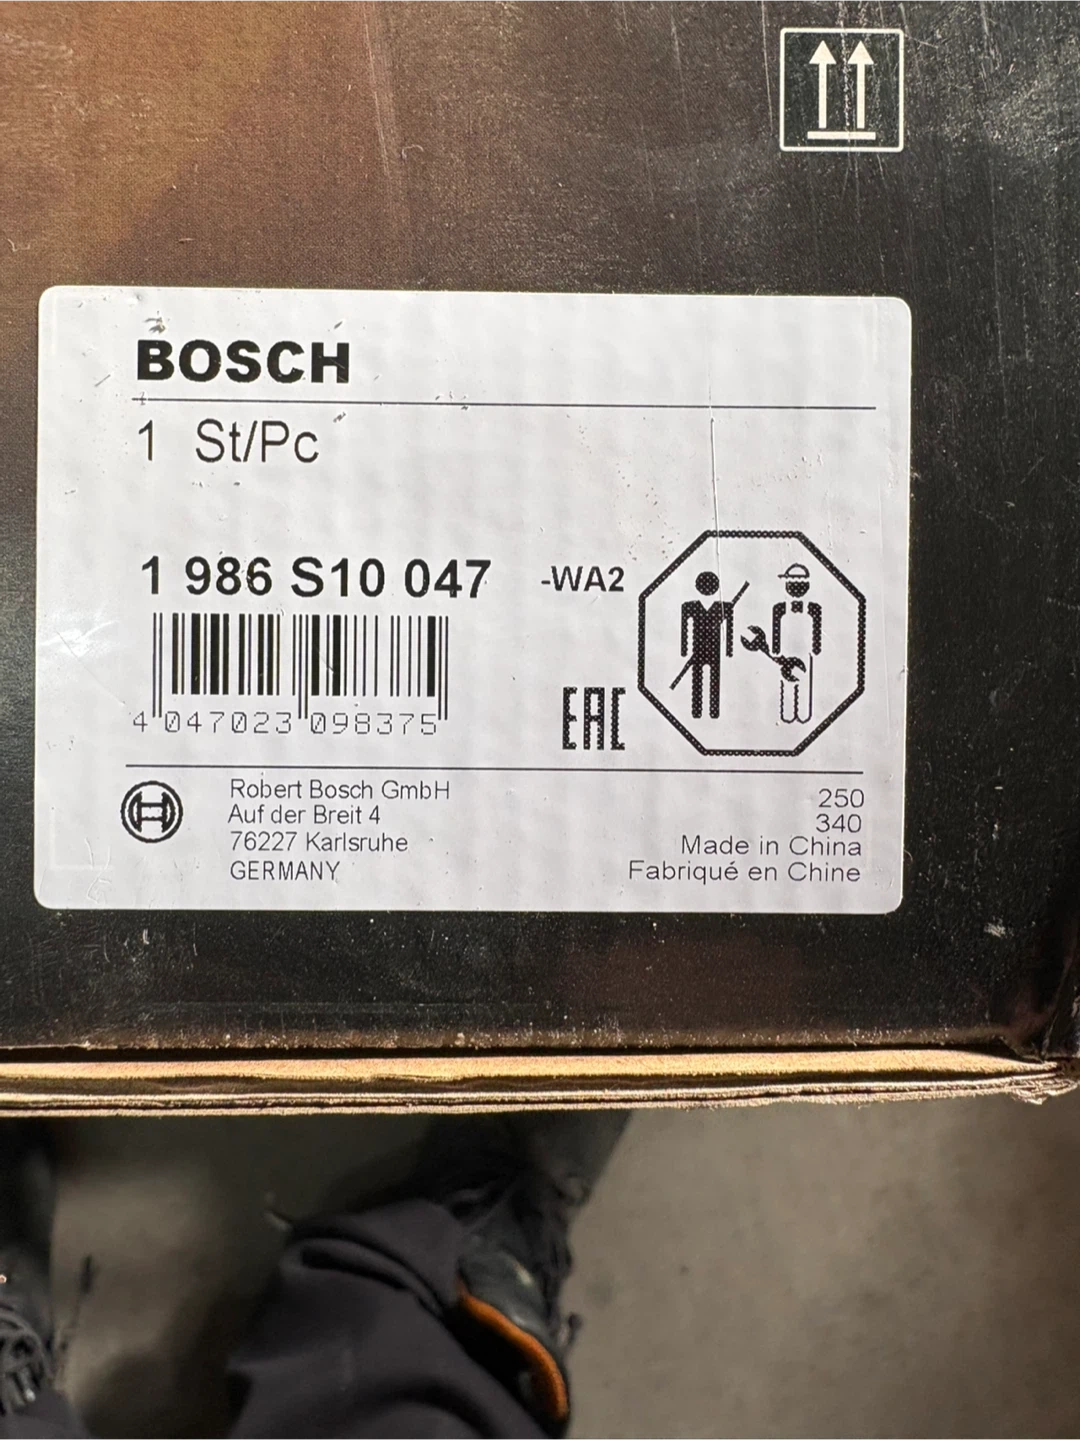 BOSCH
1 St/Pc
1 986 S10 047 -WA2
4 047023 098375
EAC
Robert Bosch GmbH
Auf der Breit 4
76227 Karlsruhe
GERMANY
250
340
Made in China
Fabriqué en Chine